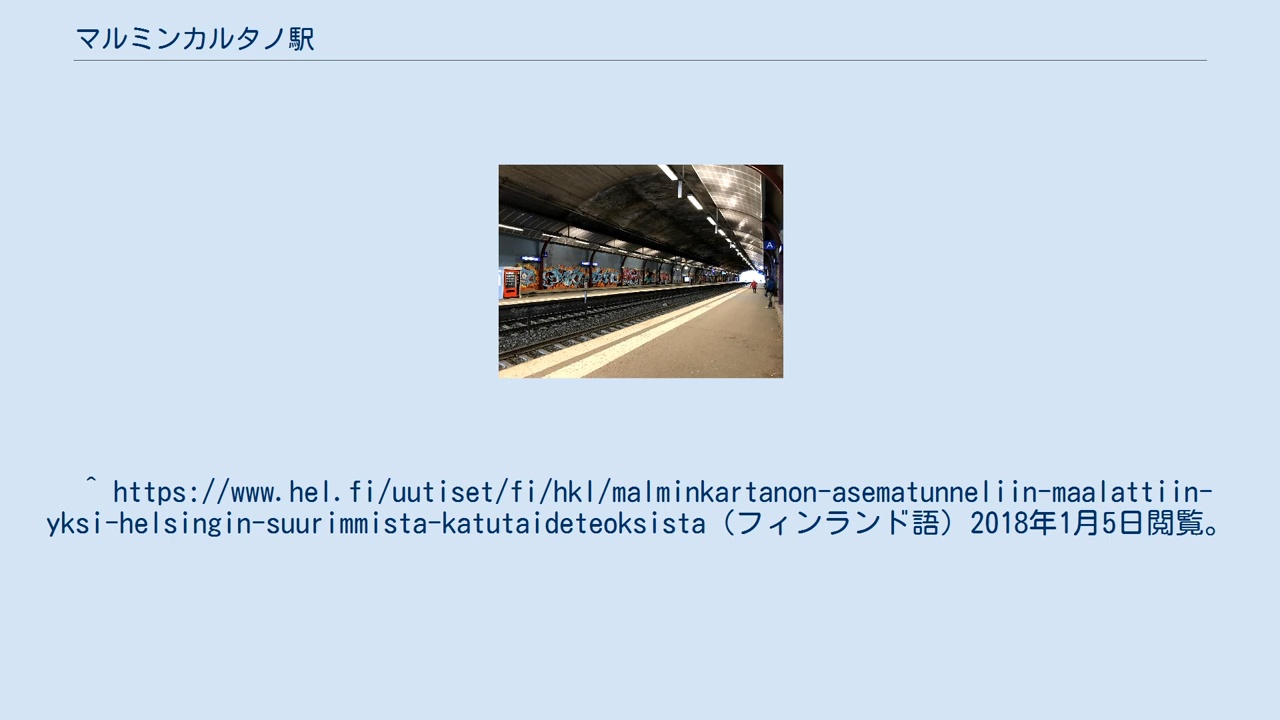 マルミンカルタノ駅
A
^ https://www.hel.fi/uutiset/fi/hkl/malminkartanon-asematunneliin-maalattiin-
yksi-helsingin-suurimmista-katutaideteoksista（フィンランド語）2018年1月5日閲覧。